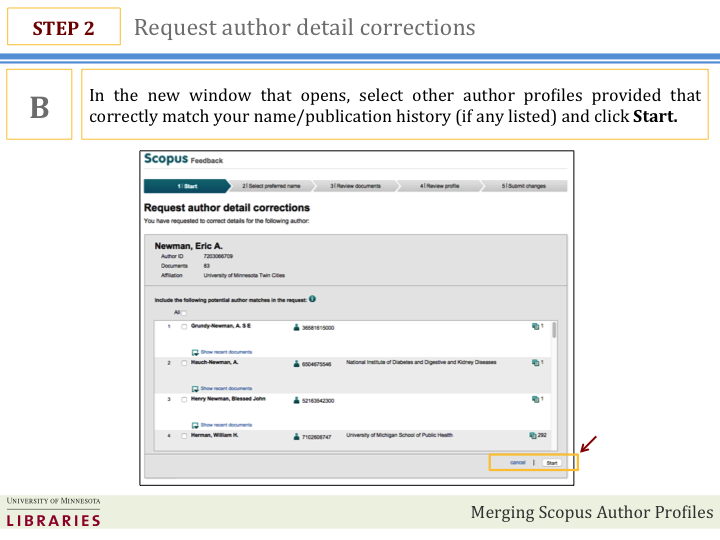 STEP 2
Request author detail corrections
B
In the new window that opens, select other author profiles provided that
correctly match your name/publication history (if any listed) and click Start.
Scopus Feedback
1 | Start
2 | Select preferred name
3 | Review documents
4 | Review profile
5 | Submit changes
Request author detail corrections
You have requested to correct details for the following author:
Newman, Eric A.
Author ID 7203066709
Documents 83
Affiliation University of Minnesota Twin Cities
Include the following potential author matches in the request:
All
1 Grundy-Newman, A. S E 36581615000 1
Show recent documents
2 Hauch-Newman, A. 6504675546 National Institute of Diabetes and Digestive and Kidney Diseases 1
Show recent documents
3 Henry Newman, Blessed John 52163542300 1
Show recent documents
4 Herman, William H. 7102608747 University of Michigan School of Public Health 292
cancel | Start
UNIVERSITY OF MINNESOTA
LIBRARIES
Merging Scopus Author Profiles